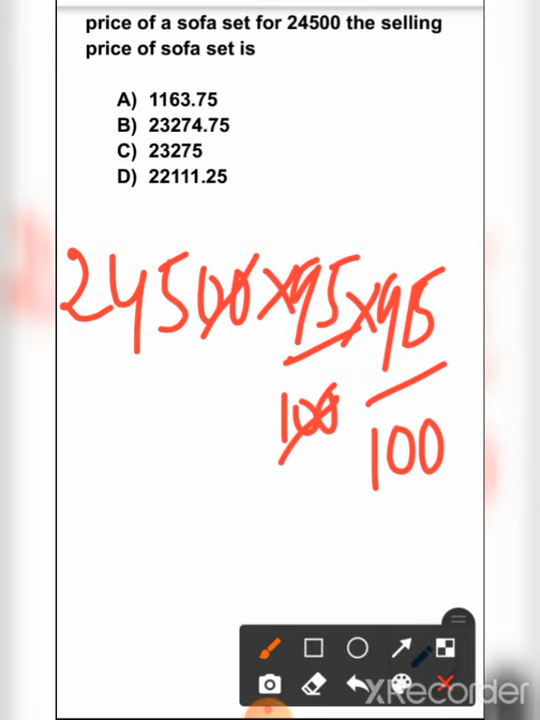 price of a sofa set for 24500 the selling
price of sofa set is
A) 1163.75
B) 23274.75
C) 23275
D) 22111.25
24500×95×95
100
100
XRecorder